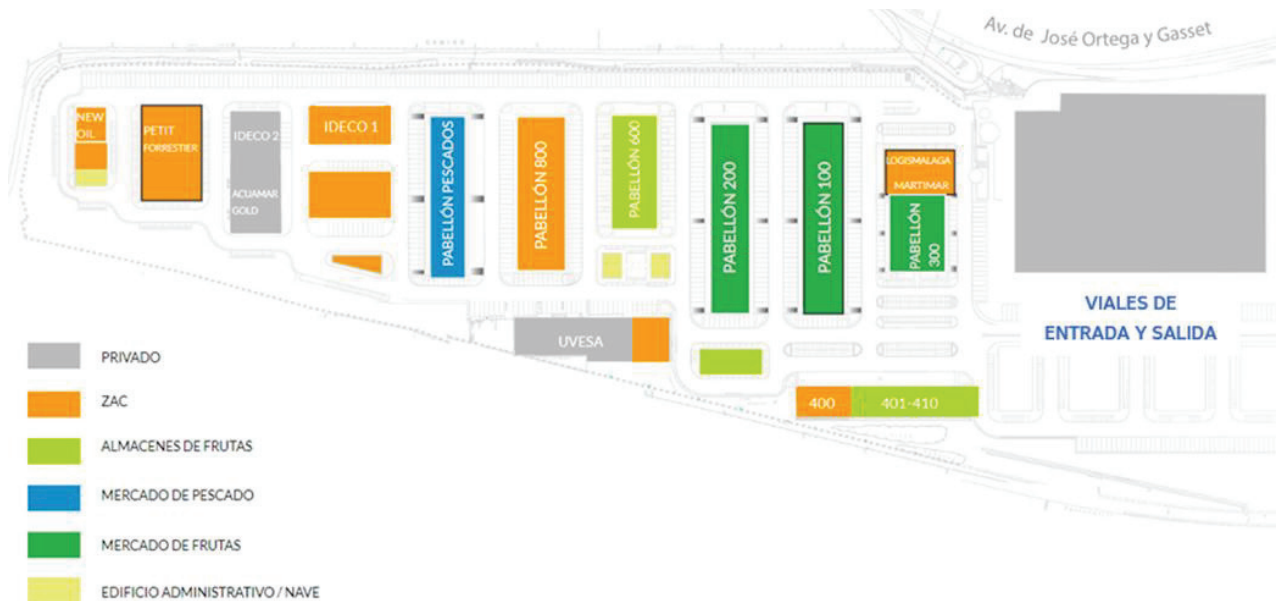 Av. de José Ortega y Gasset
NEW
OIL
PETIT
FORRESTIER
IDECO 2
ACUAMAR
GOLD
IDECO 1
PABELLÓN PESCADOS
PABELLÓN 800
PABELLÓN 600
PABELLÓN 200
PABELLÓN 100
LOGISMALAGA
MARTIMAR
PABELLÓN
300
VIALES DE
ENTRADA Y SALIDA
UVESA
400
401-410
PRIVADO
ZAC
ALMACENES DE FRUTAS
MERCADO DE PESCADO
MERCADO DE FRUTAS
EDIFICIO ADMINISTRATIVO / NAVE